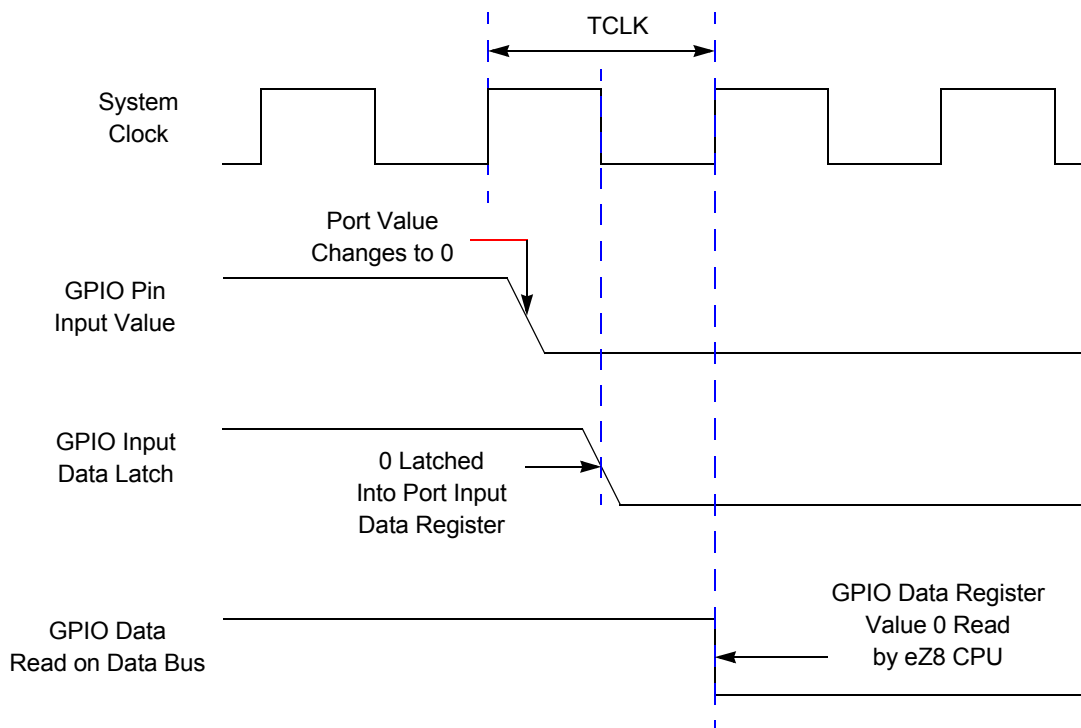 TCLK
System
Clock
Port Value
Changes to 0
GPIO Pin
Input Value
GPIO Input
Data Latch
0 Latched
Into Port Input
Data Register
GPIO Data
Read on Data Bus
GPIO Data Register
Value 0 Read
by eZ8 CPU